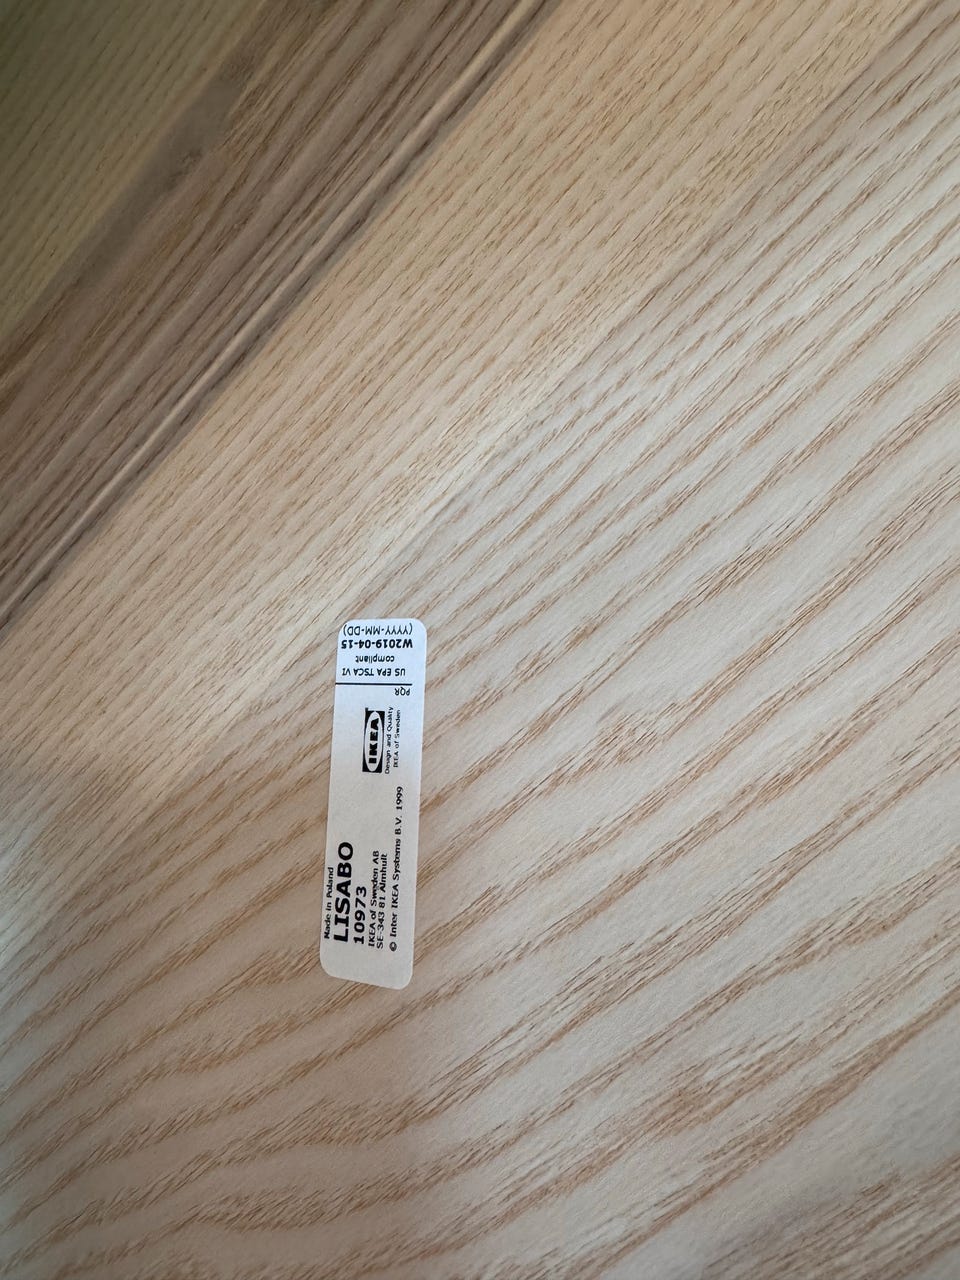 Made in Poland
LISABO
10973
IKEA of Sweden AB
SE-343 81 Älmhult
© Inter IKEA Systems B.V. 1999
IKEA
Design and Quality
IKEA of Sweden
PQR
US EPA TSCA VI
compliant
W2019-04-15
(YYYY-MM-DD)